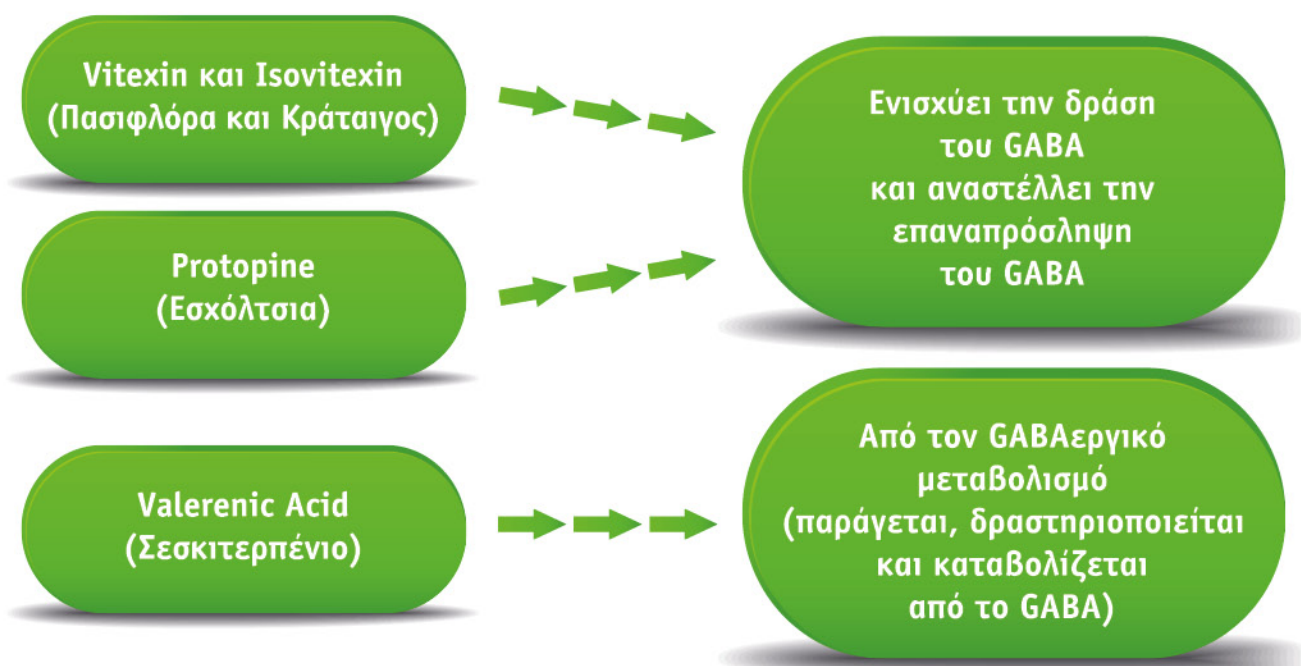 Vitexin και Isovitexin
(Πασιφλόρα και Κράταιγος)
Protopine
(Εσχόλτσια)
Valerenic Acid
(Σεσκιτερπένιο)
Ενισχύει την δράση
του GABA
και αναστέλλει την
επαναπρόσληψη
του GABA
Από τον GABAεργικό
μεταβολισμό
(παράγεται, δραστηριοποιείται
και καταβολίζεται
από το GABA)